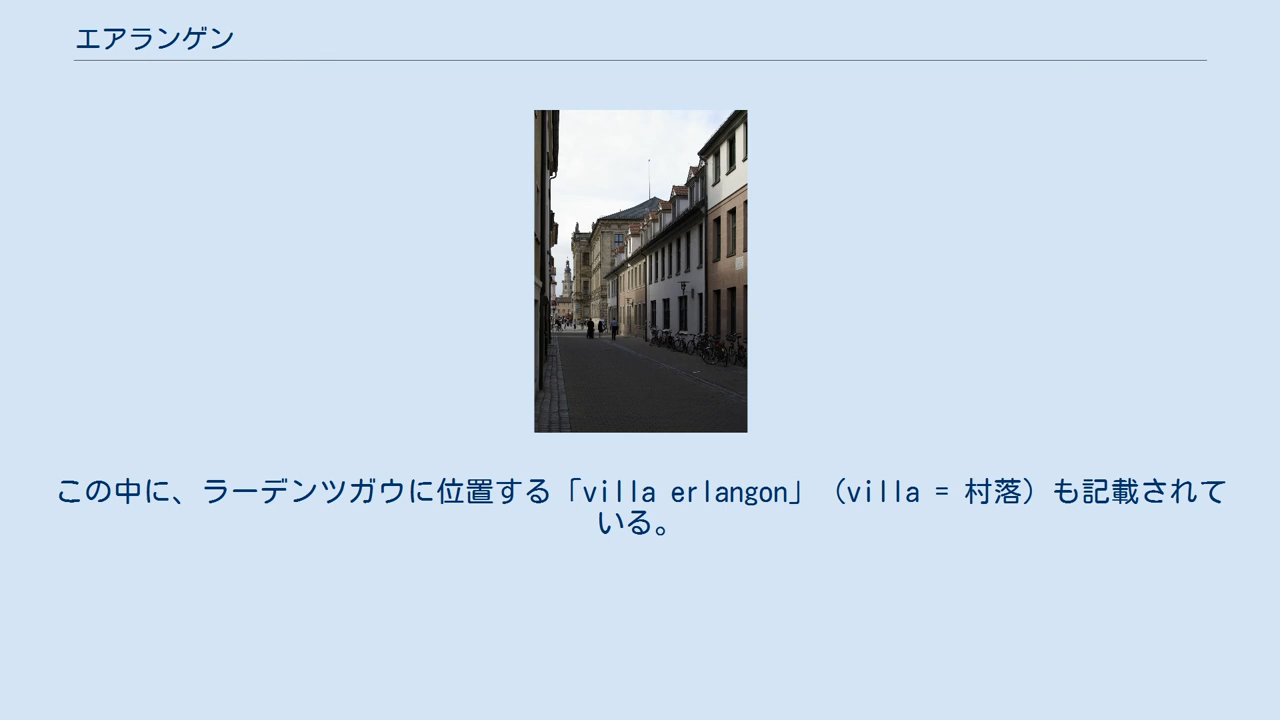 エアランゲン
この中に、ラーデンツガウに位置する「villa erlangon」（villa = 村落）も記載されて
いる。